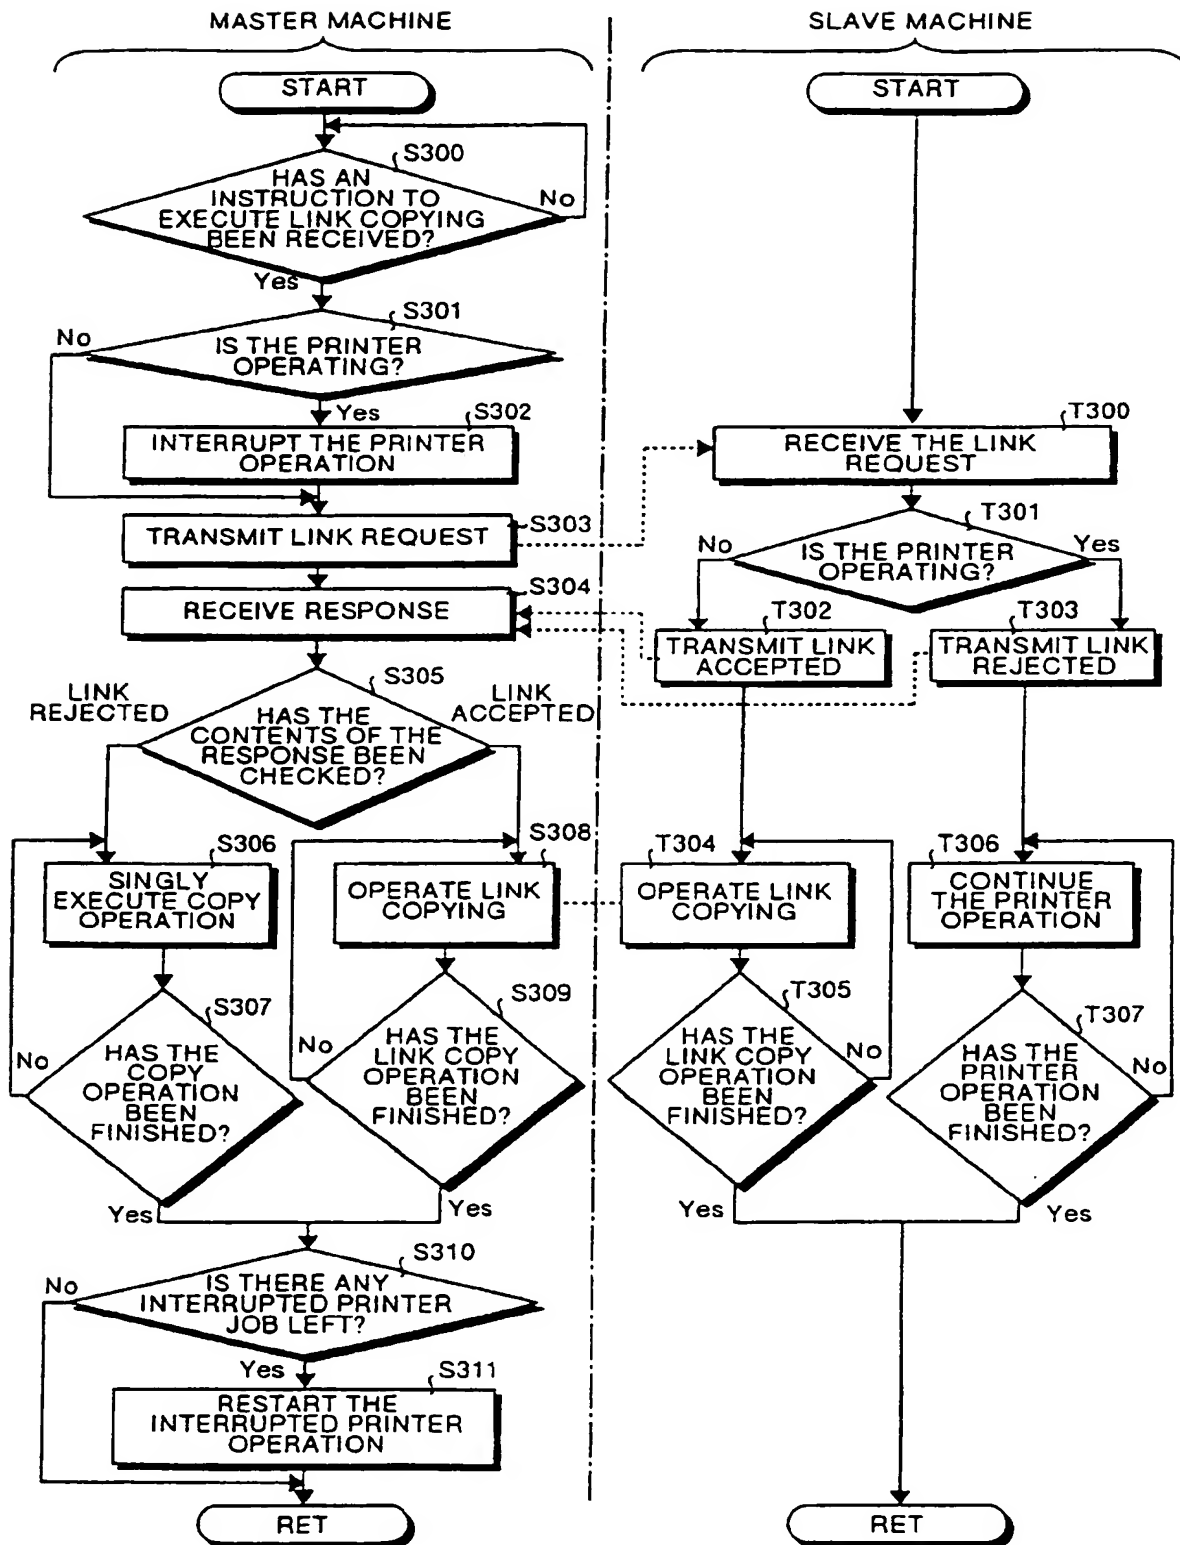 MASTER MACHINE
START
S300
HAS AN
INSTRUCTION TO
EXECUTE LINK COPYING
BEEN RECEIVED?
No
Yes
S301
No
IS THE PRINTER
OPERATING?
Yes
S302
INTERRUPT THE PRINTER
OPERATION
S303
TRANSMIT LINK REQUEST
S304
RECEIVE RESPONSE
S305
LINK
REJECTED
LINK
ACCEPTED
HAS THE
CONTENTS OF THE
RESPONSE BEEN
CHECKED?
S306
SINGLY
EXECUTE COPY
OPERATION
S308
OPERATE LINK
COPYING
S307
No
HAS THE
COPY
OPERATION
BEEN
FINISHED?
Yes
S309
No
HAS THE
LINK COPY
OPERATION
BEEN
FINISHED?
Yes
S310
No
IS THERE ANY
INTERRUPTED PRINTER
JOB LEFT?
Yes
S311
RESTART THE
INTERRUPTED PRINTER
OPERATION
RET
SLAVE MACHINE
START
T300
RECEIVE THE LINK
REQUEST
T301
No
IS THE PRINTER
OPERATING?
Yes
T302
TRANSMIT LINK
ACCEPTED
T303
TRANSMIT LINK
REJECTED
T304
OPERATE LINK
COPYING
T306
CONTINUE
THE PRINTER
OPERATION
T305
HAS THE
LINK COPY
OPERATION
BEEN
FINISHED?
No
Yes
T307
HAS THE
PRINTER
OPERATION
BEEN
FINISHED?
No
Yes
RET